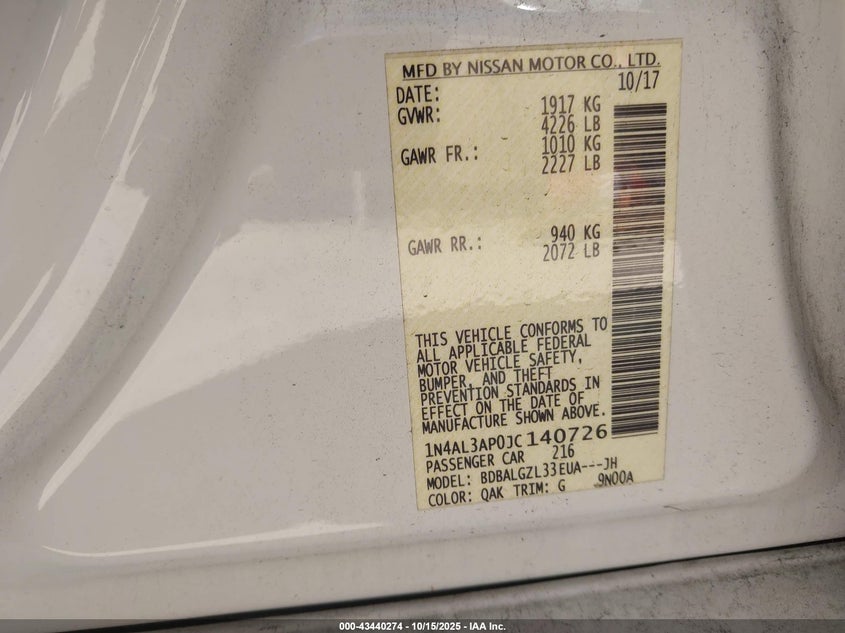 MFD BY NISSAN MOTOR CO., LTD.
DATE: 10/17
GVWR: 1917 KG
4226 LB
GAWR FR.: 1010 KG
2227 LB
GAWR RR.: 940 KG
2072 LB
THIS VEHICLE CONFORMS TO
ALL APPLICABLE FEDERAL
MOTOR VEHICLE SAFETY,
BUMPER, AND THEFT
PREVENTION STANDARDS IN
EFFECT ON THE DATE OF
MANUFACTURE SHOWN ABOVE.
1N4AL3AP0JC140726
PASSENGER CAR 216
MODEL: BDBALGZL33EUA---JH
COLOR: QAK TRIM: G 9N00A
000-43440274 - 10/15/2025 - IAA Inc.